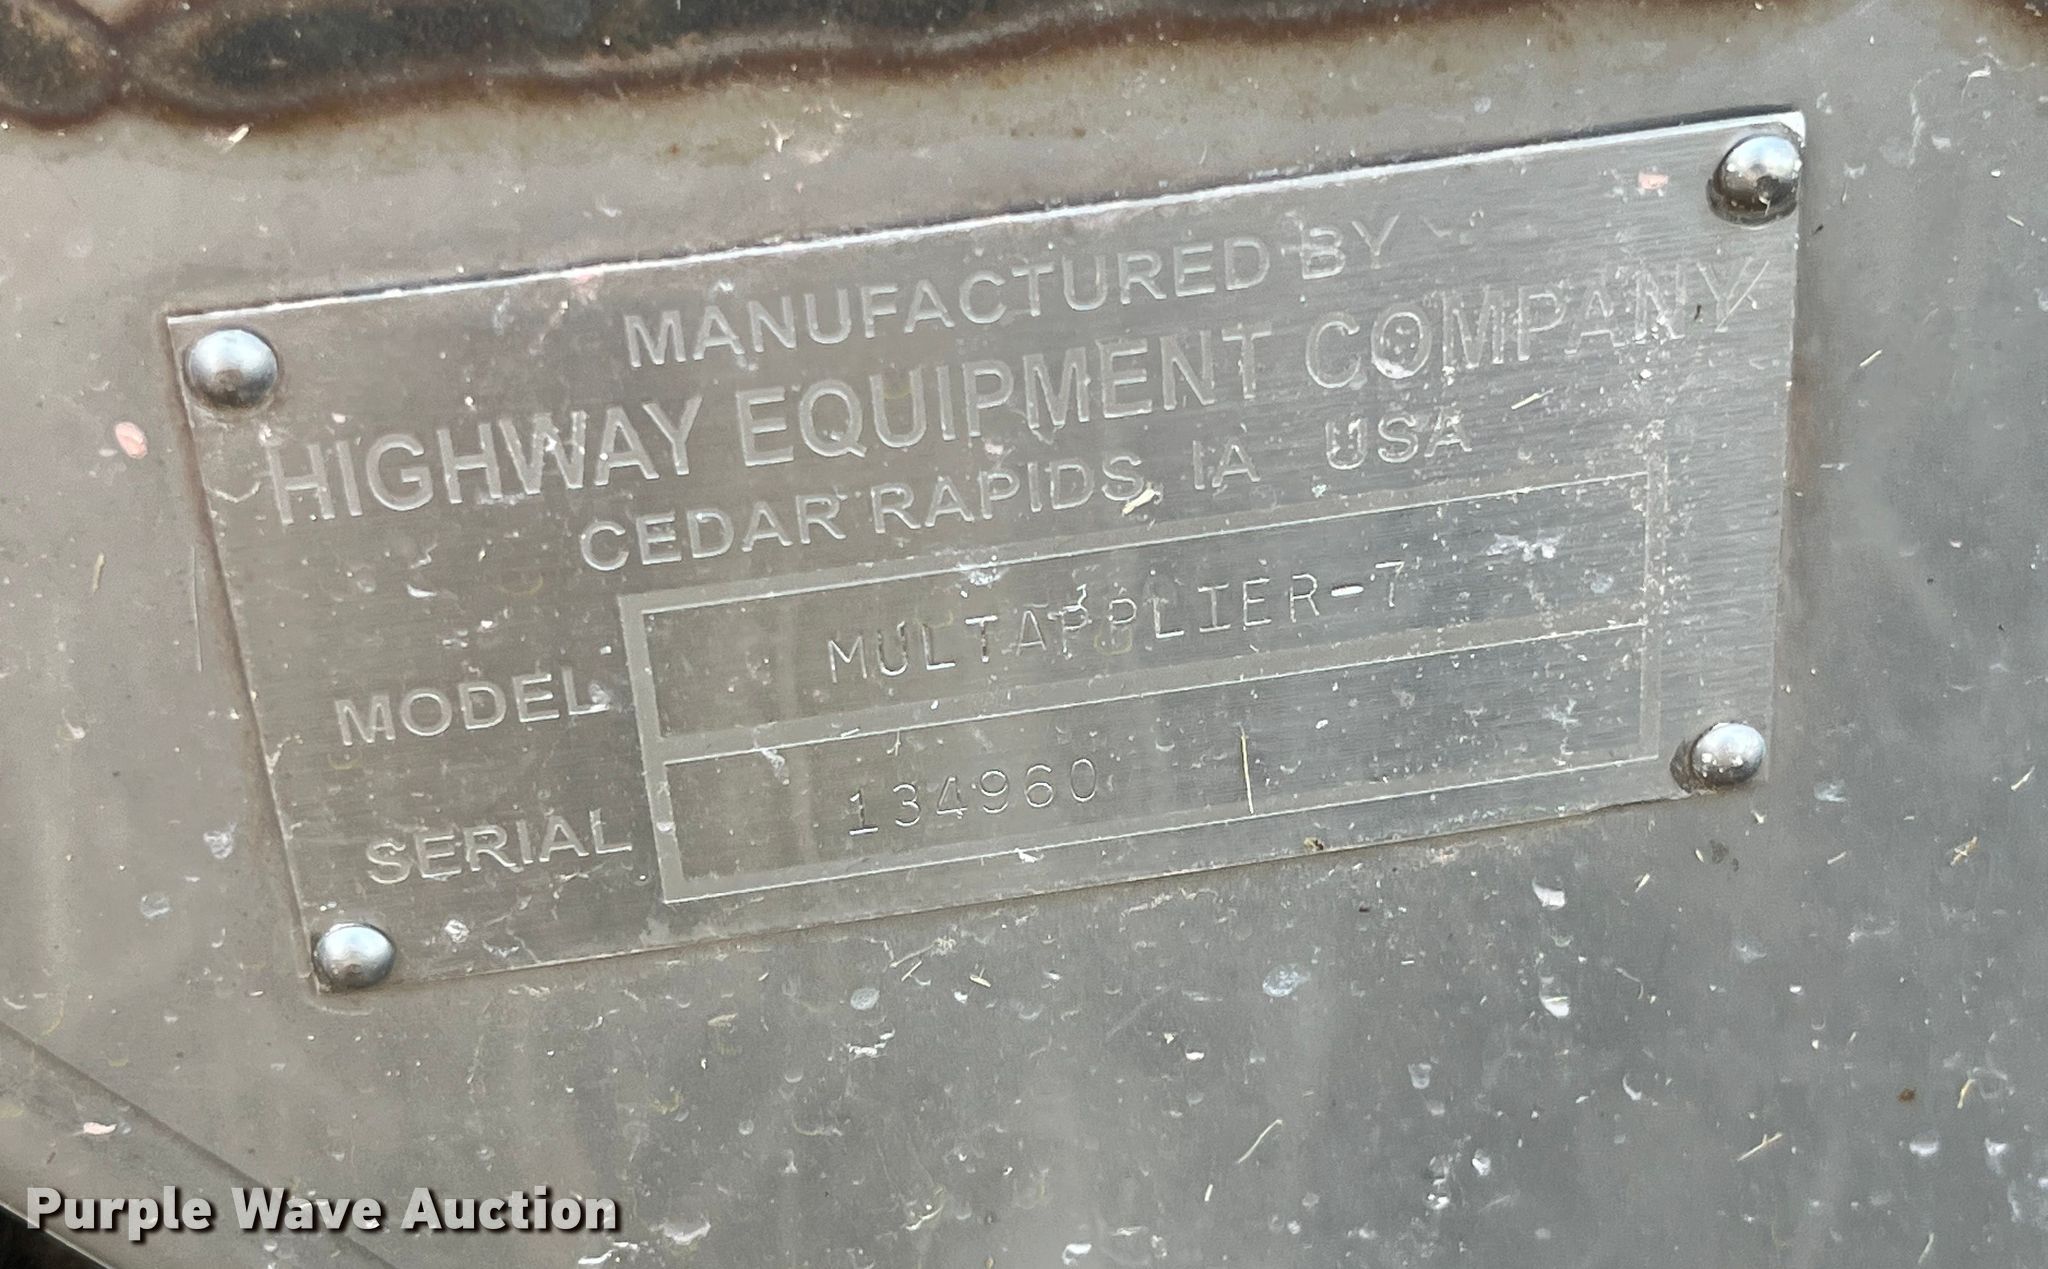 MANUFACTURED BY
HIGHWAY EQUIPMENT COMPANY
CEDAR RAPIDS, IA USA
MODEL MULTAPPLIER-7
SERIAL 134960
Purple Wave Auction